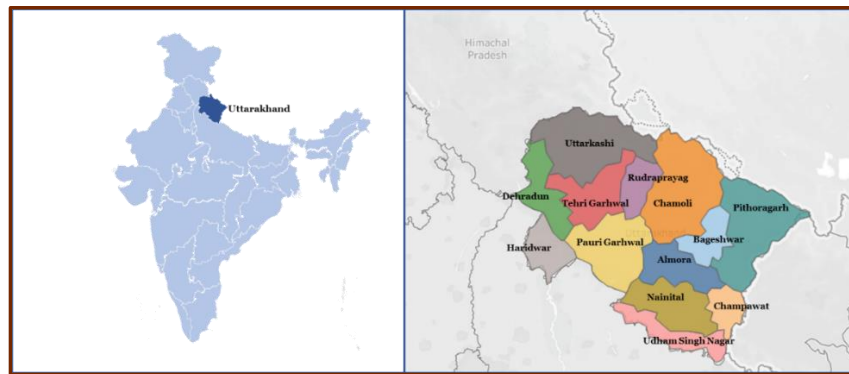 Uttarakhand
Himachal
Pradesh
Uttarkashi
Rudraprayag
Dehradun
Tehri Garhwal
Chamoli
Pithoragarh
Haridwar
Pauri Garhwal
Bageshwar
Almora
Nainital
Champawat
Udham Singh Nagar